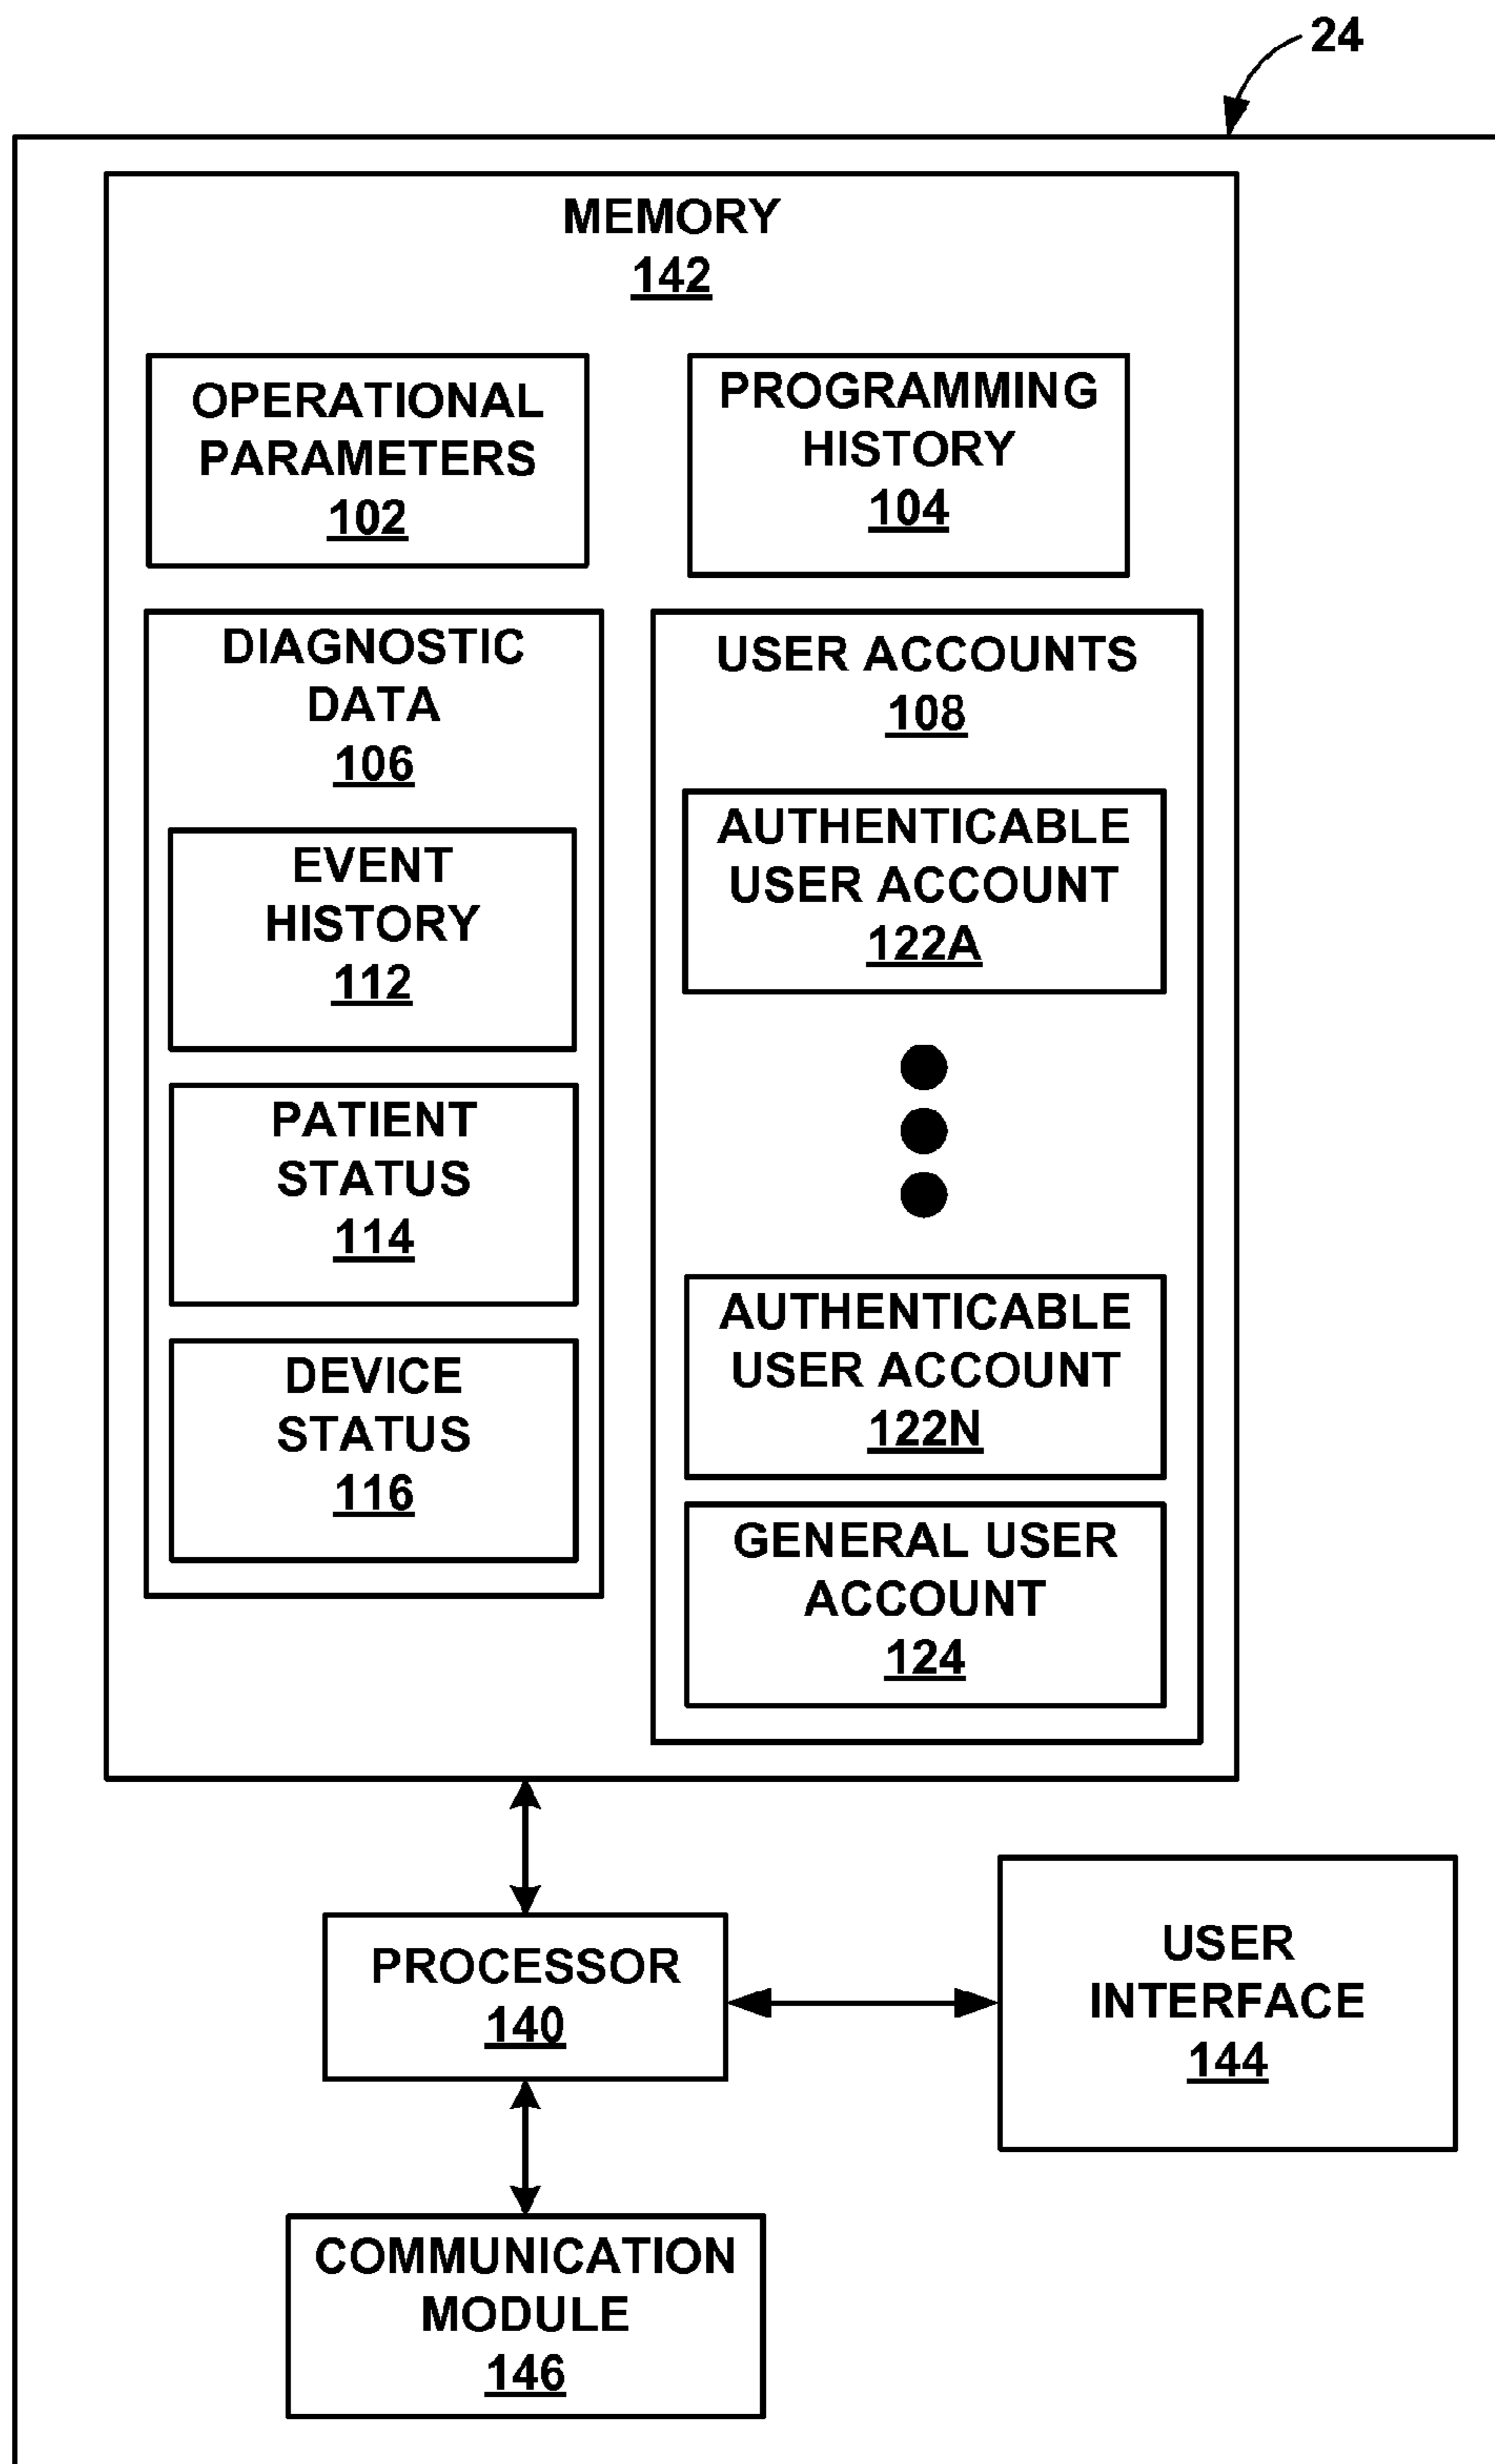 24
MEMORY
142
OPERATIONAL
PARAMETERS
102
PROGRAMMING
HISTORY
104
DIAGNOSTIC
DATA
106
EVENT
HISTORY
112
PATIENT
STATUS
114
DEVICE
STATUS
116
USER ACCOUNTS
108
AUTHENTICABLE
USER ACCOUNT
122A
AUTHENTICABLE
USER ACCOUNT
122N
GENERAL USER
ACCOUNT
124
PROCESSOR
140
USER
INTERFACE
144
COMMUNICATION
MODULE
146